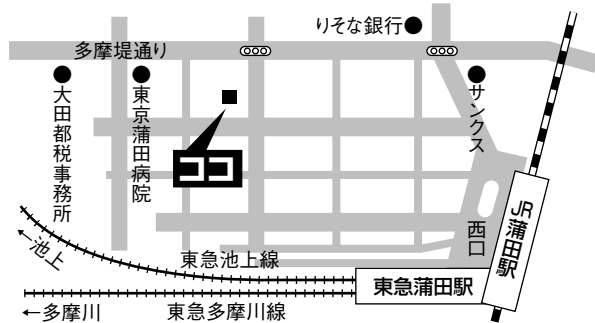 りそな銀行
多摩堤通り
大田都税事務所
東京蒲田病院
サンクス
ココ
西口
JR蒲田駅
←池上
東急池上線
東急蒲田駅
←多摩川
東急多摩川線